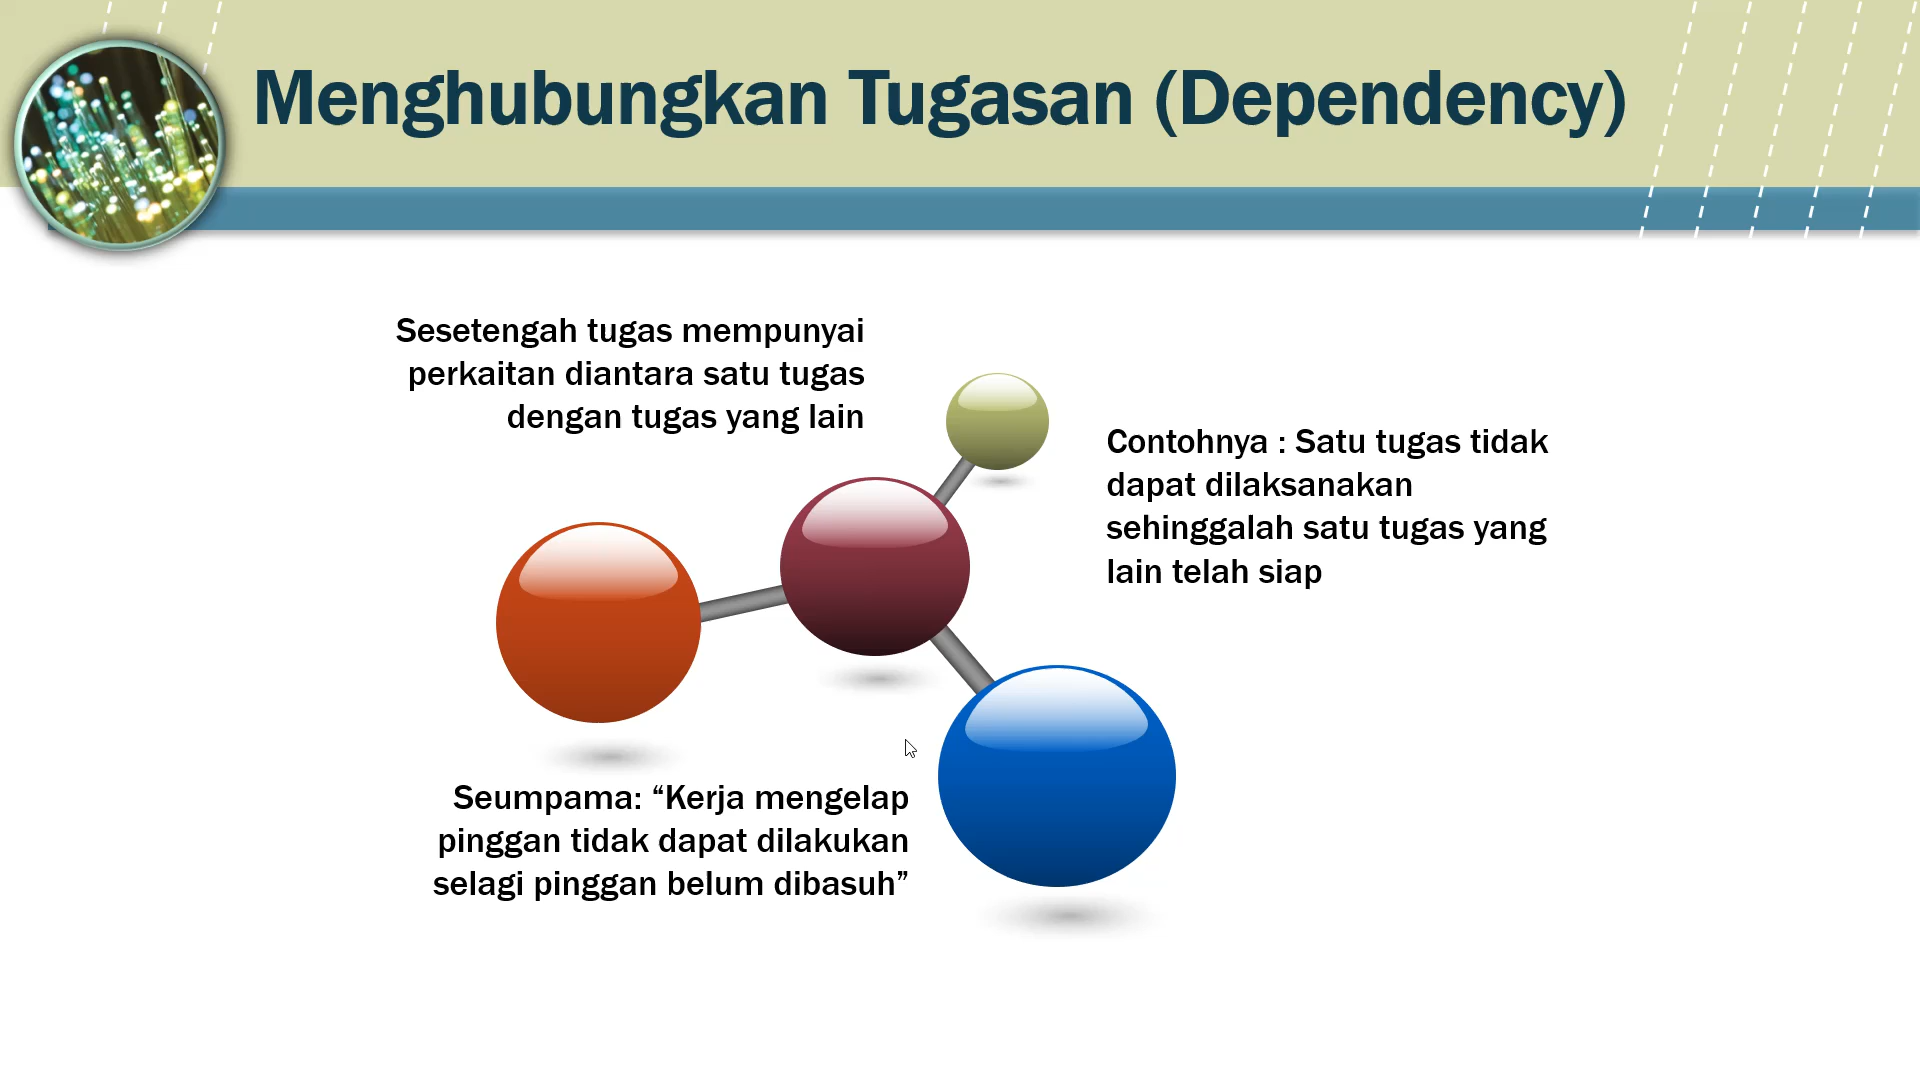 Menghubungkan Tugasan (Dependency)
Sesetengah tugas mempunyai
perkaitan diantara satu tugas
dengan tugas yang lain
Contohnya : Satu tugas tidak
dapat dilaksanakan
sehinggalah satu tugas yang
lain telah siap
Seumpama: “Kerja mengelap
pinggan tidak dapat dilakukan
selagi pinggan belum dibasuh”